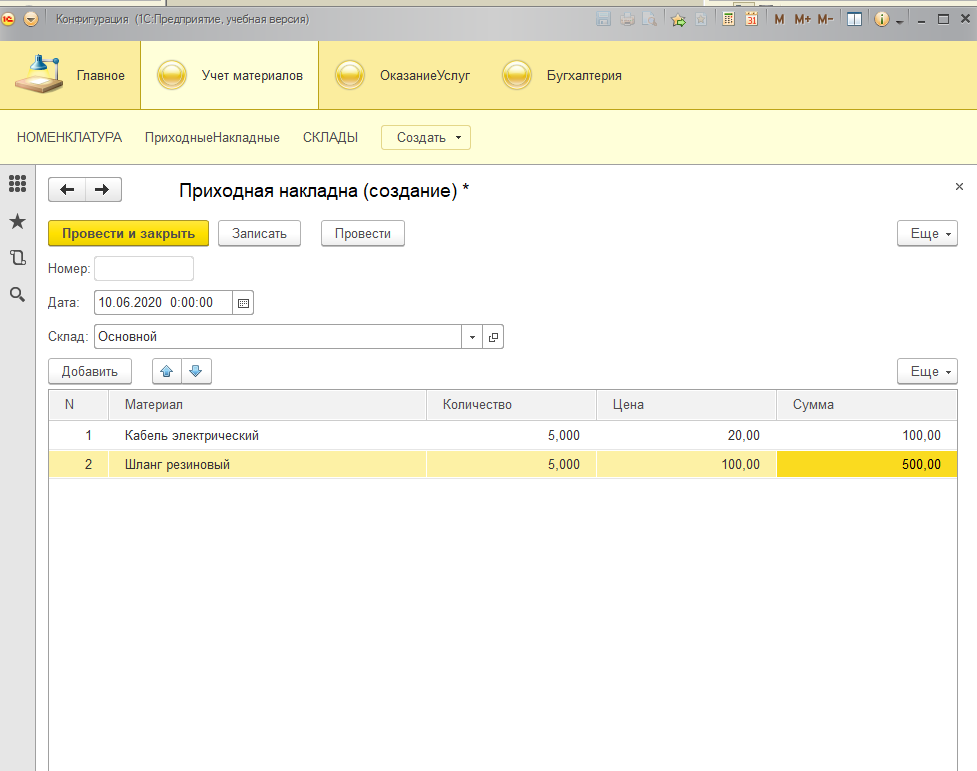 Конфигурация (1С:Предприятие, учебная версия)
31 M M+ M-
Главное Учет материалов ОказаниеУслуг Бугхалтерия
НОМЕНКЛАТУРА ПриходныеНакладные СКЛАДЫ Создать
Приходная накладна (создание) *
Провести и закрыть Записать Провести Еще
Номер:
Дата: 10.06.2020 0:00:00
Склад: Основной
Добавить Еще
N Материал Количество Цена Сумма
1 Кабель электрический 5,000 20,00 100,00
2 Шланг резиновый 5,000 100,00 500,00